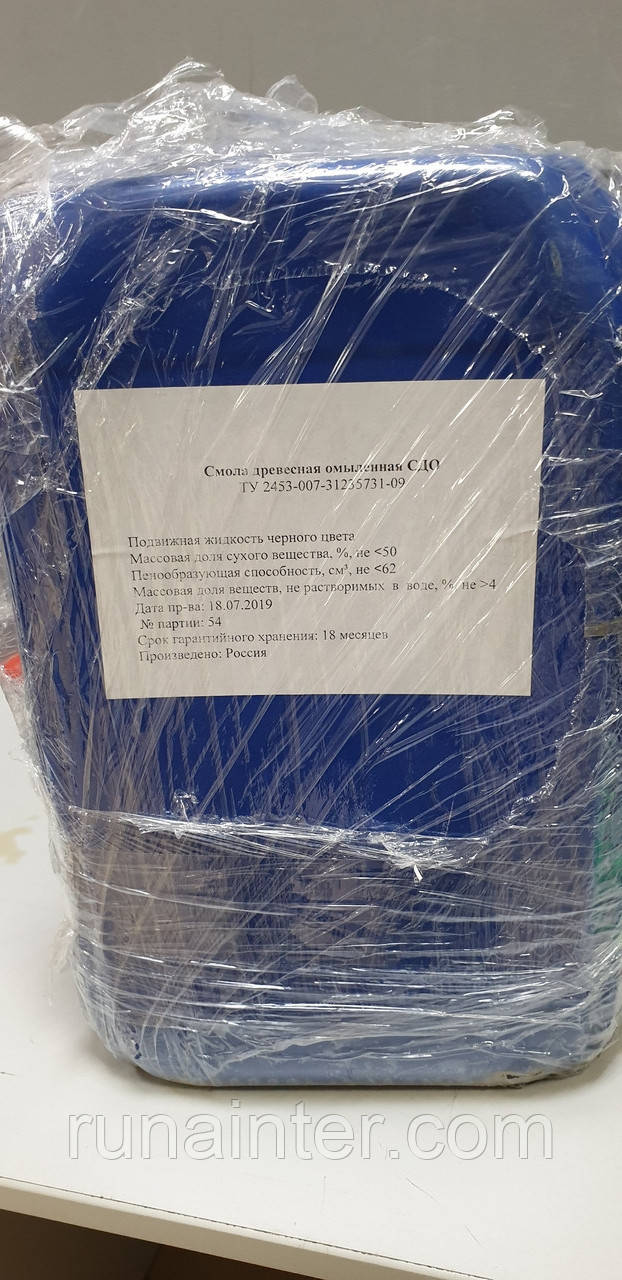 Смола древесная омыленная СДО
ТУ 2453-007-31235731-09
Подвижная жидкость черного цвета
Массовая доля сухого вещества, %, не <50
Пенообразующая способность, см³, не <62
Массовая доля веществ, не растворимых в воде, %, не >4
Дата пр-ва: 18.07.2019
№ партии: 54
Срок гарантийного хранения: 18 месяцев
Произведено: Россия
runainter.com